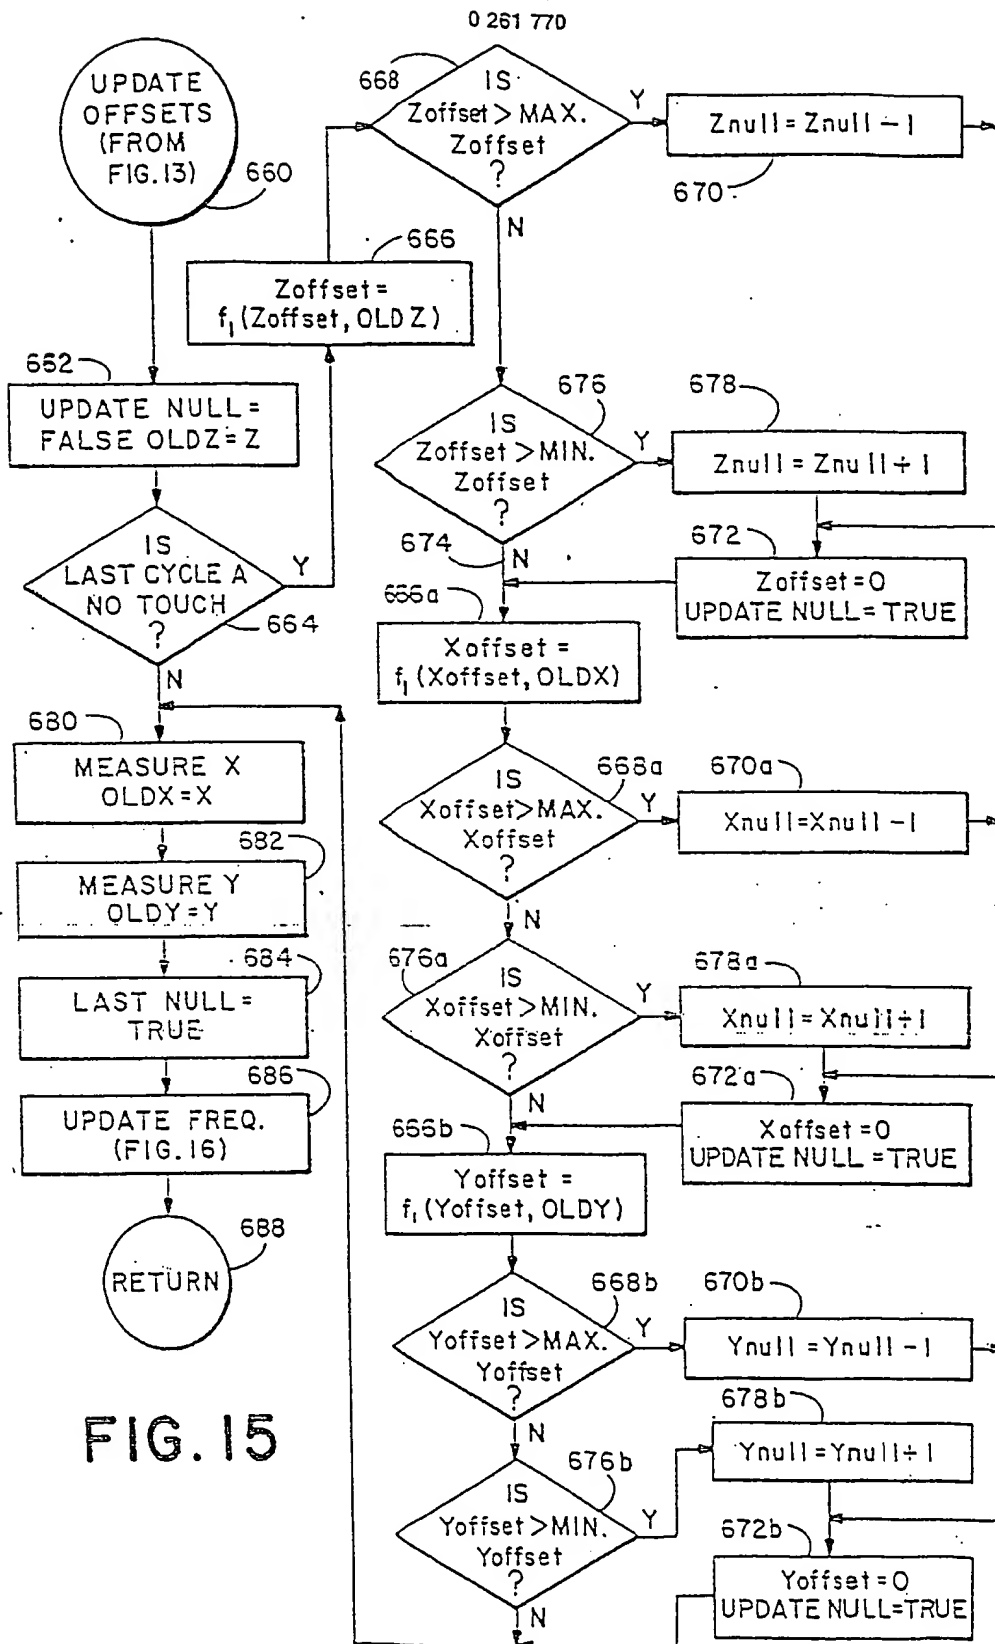 0 261 770
UPDATE
OFFSETS
(FROM
FIG.13)
660
662
UPDATE NULL=
FALSE OLDZ=Z
IS
LAST CYCLE A
NO TOUCH
?
664
Y
N
666
Zoffset=
f₁(Zoffset, OLDZ)
668
IS
Zoffset>MAX.
Zoffset
?
Y
N
Znull=Znull-1
670
676
IS
Zoffset>MIN.
Zoffset
?
Y
674
N
678
Znull=Znull+1
672
Zoffset=0
UPDATE NULL=TRUE
666a
Xoffset=
f₁(Xoffset, OLDX)
668a
IS
Xoffset>MAX.
Xoffset
?
Y
N
670a
Xnull=Xnull-1
676a
IS
Xoffset>MIN.
Xoffset
?
Y
N
678a
Xnull=Xnull+1
672a
Xoffset=0
UPDATE NULL=TRUE
666b
Yoffset=
f₁(Yoffset, OLDY)
668b
IS
Yoffset>MAX.
Yoffset
?
Y
N
670b
Ynull=Ynull-1
676b
IS
Yoffset>MIN.
Yoffset
?
Y
N
678b
Ynull=Ynull+1
672b
Yoffset=0
UPDATE NULL=TRUE
680
MEASURE X
OLDX=X
682
MEASURE Y
OLDY=Y
684
LAST NULL=
TRUE
686
UPDATE FREQ.
(FIG.16)
688
RETURN
FIG. 15